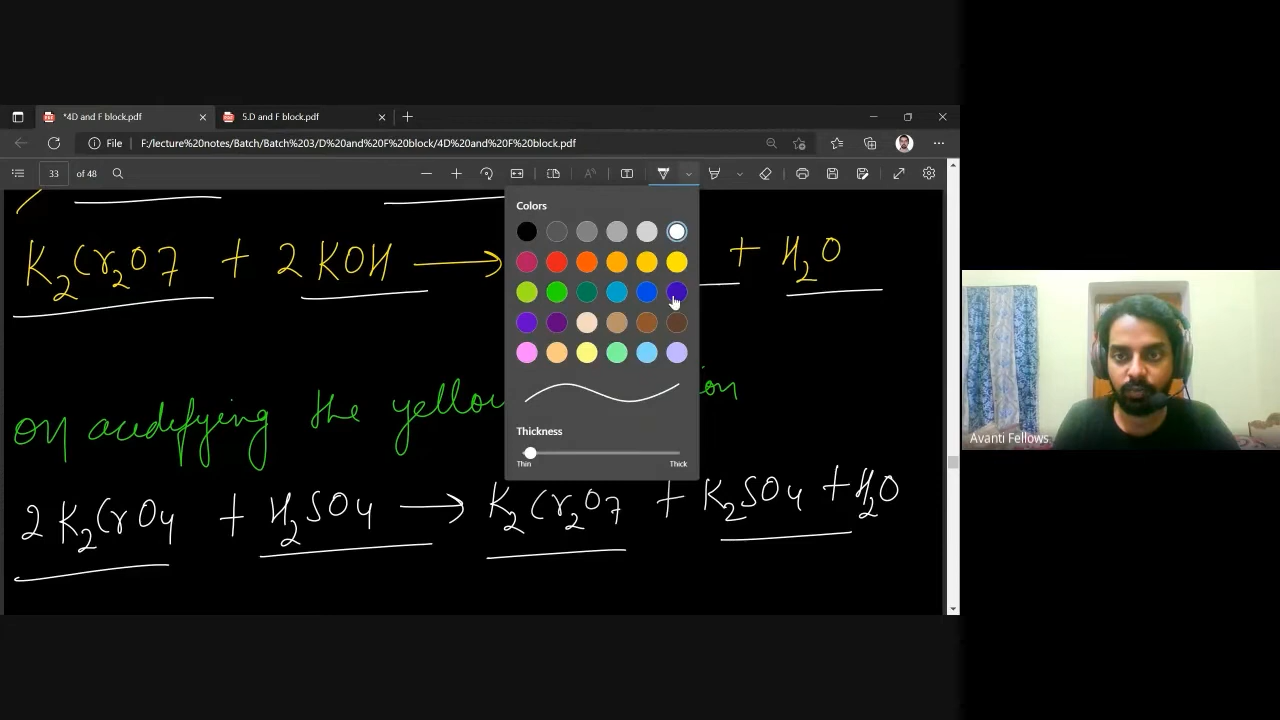 *4D and F block.pdf
5.D and F block.pdf
File
F:/lecture%20notes/Batch/Batch%203/D%20and%20F%20block/4D%20and%20F%20block.pdf
33 of 48
Colors
K2Cr2O7 + 2KOH ⟶ + H2O
on acedifying the yellow on
Thickness
Thin Thick
2K2CrO4 + H2SO4 ⟶ K2Cr2O7 + K2SO4 + H2O
Avanti Fellows